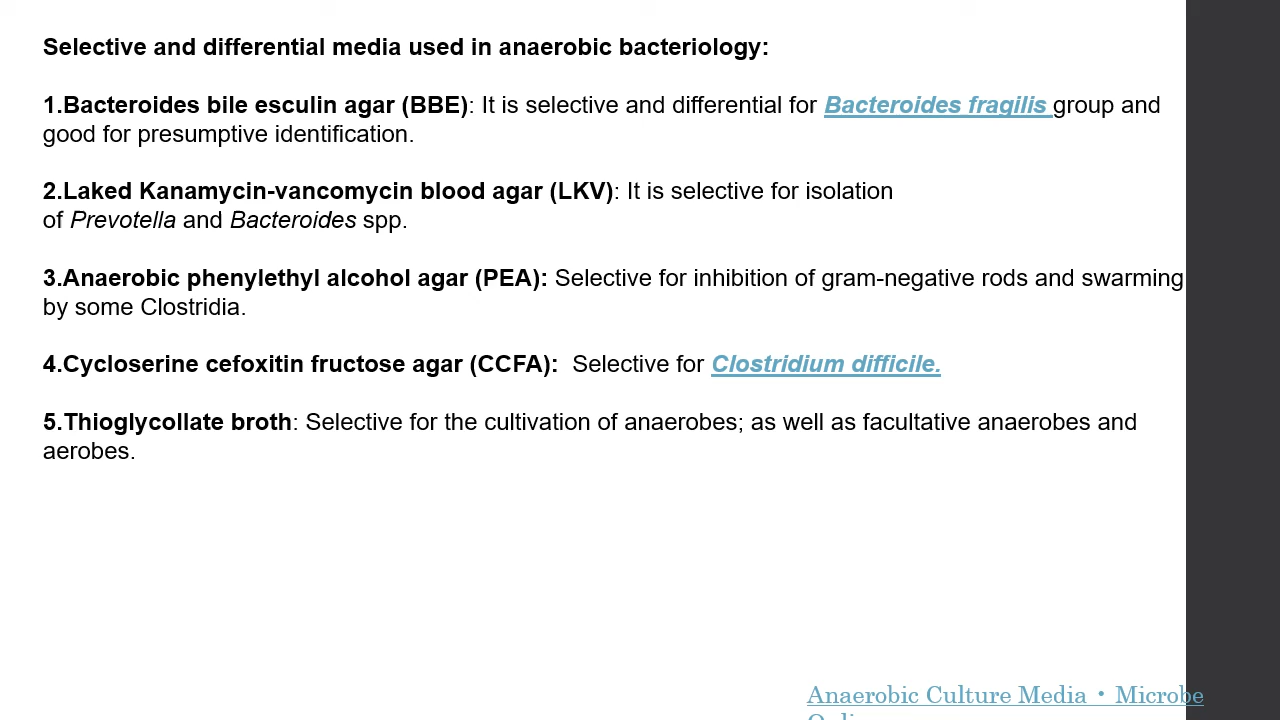 Selective and differential media used in anaerobic bacteriology:
1.Bacteroides bile esculin agar (BBE): It is selective and differential for Bacteroides fragilis group and
good for presumptive identification.
2.Laked Kanamycin-vancomycin blood agar (LKV): It is selective for isolation
of Prevotella and Bacteroides spp.
3.Anaerobic phenylethyl alcohol agar (PEA): Selective for inhibition of gram-negative rods and swarming
by some Clostridia.
4.Cycloserine cefoxitin fructose agar (CCFA):  Selective for Clostridium difficile.
5.Thioglycollate broth: Selective for the cultivation of anaerobes; as well as facultative anaerobes and
aerobes.
Anaerobic Culture Media • Microbe